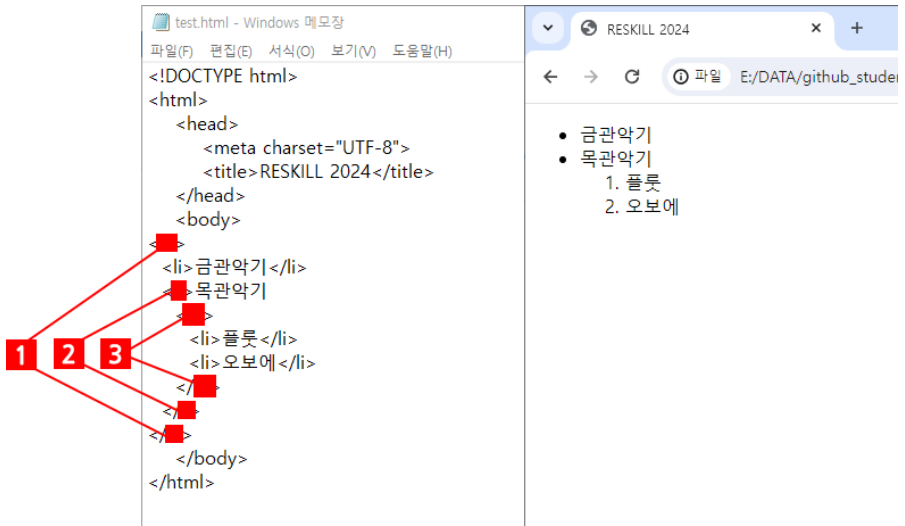 test.html - Windows 메모장
파일(F) 편집(E) 서식(O) 보기(V) 도움말(H)
<!DOCTYPE html>
<html>
<head>
<meta charset="UTF-8">
<title>RESKILL 2024</title>
</head>
<body>
< >
<li>금관악기</li>
< >목관악기
< >
<li>플룻</li>
<li>오보에</li>
</ >
</ >
</ >
</body>
</html>
1 2 3
RESKILL 2024
파일 E:/DATA/github_studen
• 금관악기
• 목관악기
1. 플룻
2. 오보에